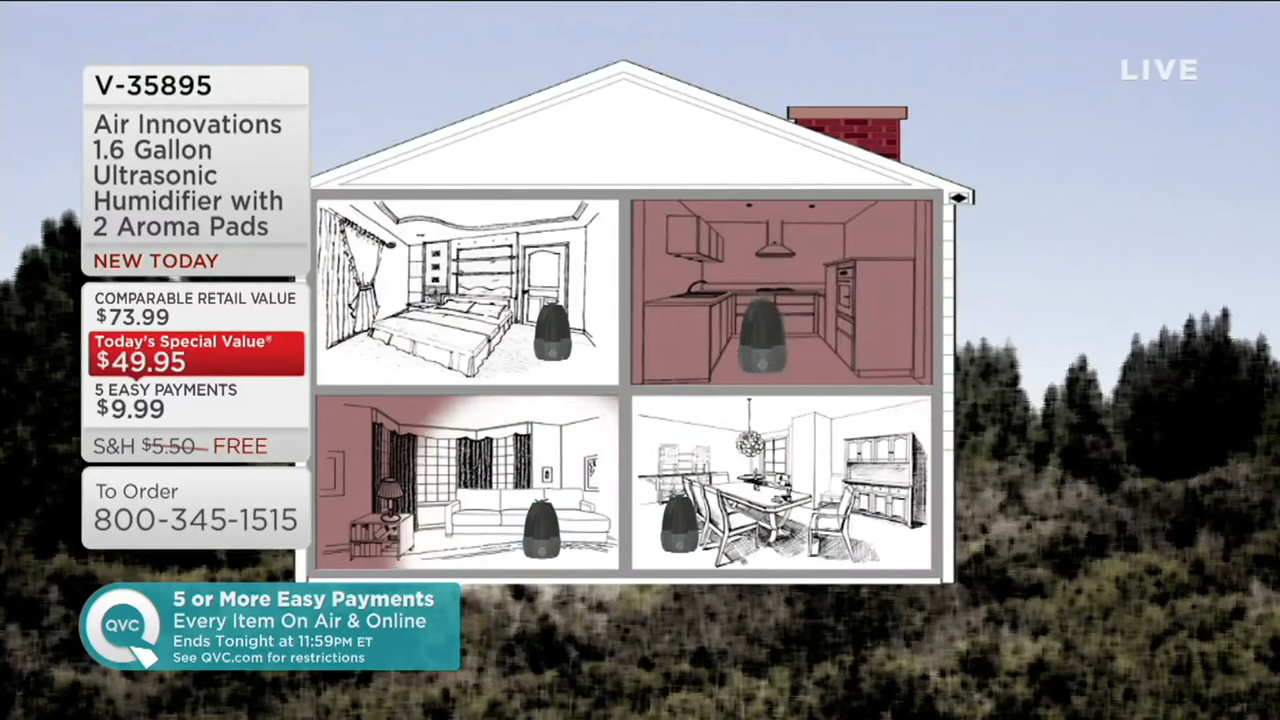 V-35895
Air Innovations
1.6 Gallon
Ultrasonic
Humidifier with
2 Aroma Pads
NEW TODAY
COMPARABLE RETAIL VALUE
$73.99
Today's Special Value®
$49.95
5 EASY PAYMENTS
$9.99
S&H $5.50 FREE
To Order
800-345-1515
LIVE
QVC
5 or More Easy Payments
Every Item On Air & Online
Ends Tonight at 11:59PM ET
See QVC.com for restrictions